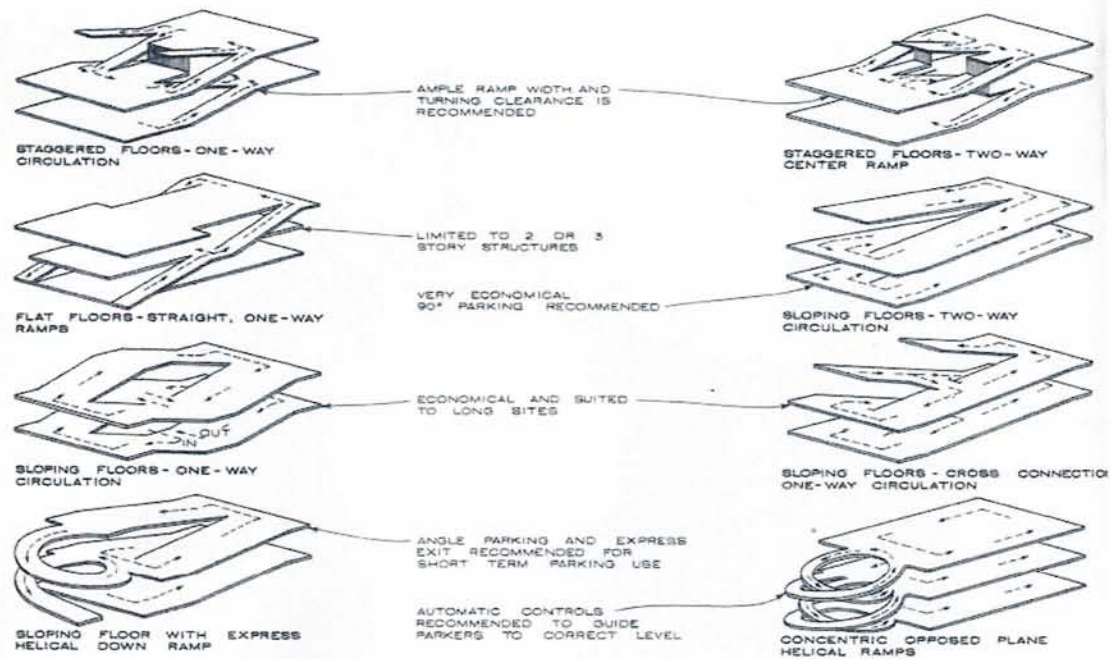 AMPLE RAMP WIDTH AND
TURNING CLEARANCE IS
RECOMMENDED
STAGGERED FLOORS-ONE-WAY
CIRCULATION
STAGGERED FLOORS-TWO-WAY
CENTER RAMP
LIMITED TO 2 OR 3
STORY STRUCTURES
VERY ECONOMICAL
90° PARKING RECOMMENDED
FLAT FLOORS-STRAIGHT, ONE-WAY
RAMPS
SLOPING FLOORS-TWO-WAY
CIRCULATION
ECONOMICAL AND SUITED
TO LONG SITES
OUT
IN
SLOPING FLOORS-ONE-WAY
CIRCULATION
SLOPING FLOORS-CROSS CONNECTIO
ONE-WAY CIRCULATION
ANGLE PARKING AND EXPRESS
EXIT RECOMMENDED FOR
SHORT TERM PARKING USE
AUTOMATIC CONTROLS
RECOMMENDED TO GUIDE
PARKERS TO CORRECT LEVEL
SLOPING FLOOR WITH EXPRESS
HELICAL DOWN RAMP
CONCENTRIC OPPOSED PLANE
HELICAL RAMPS